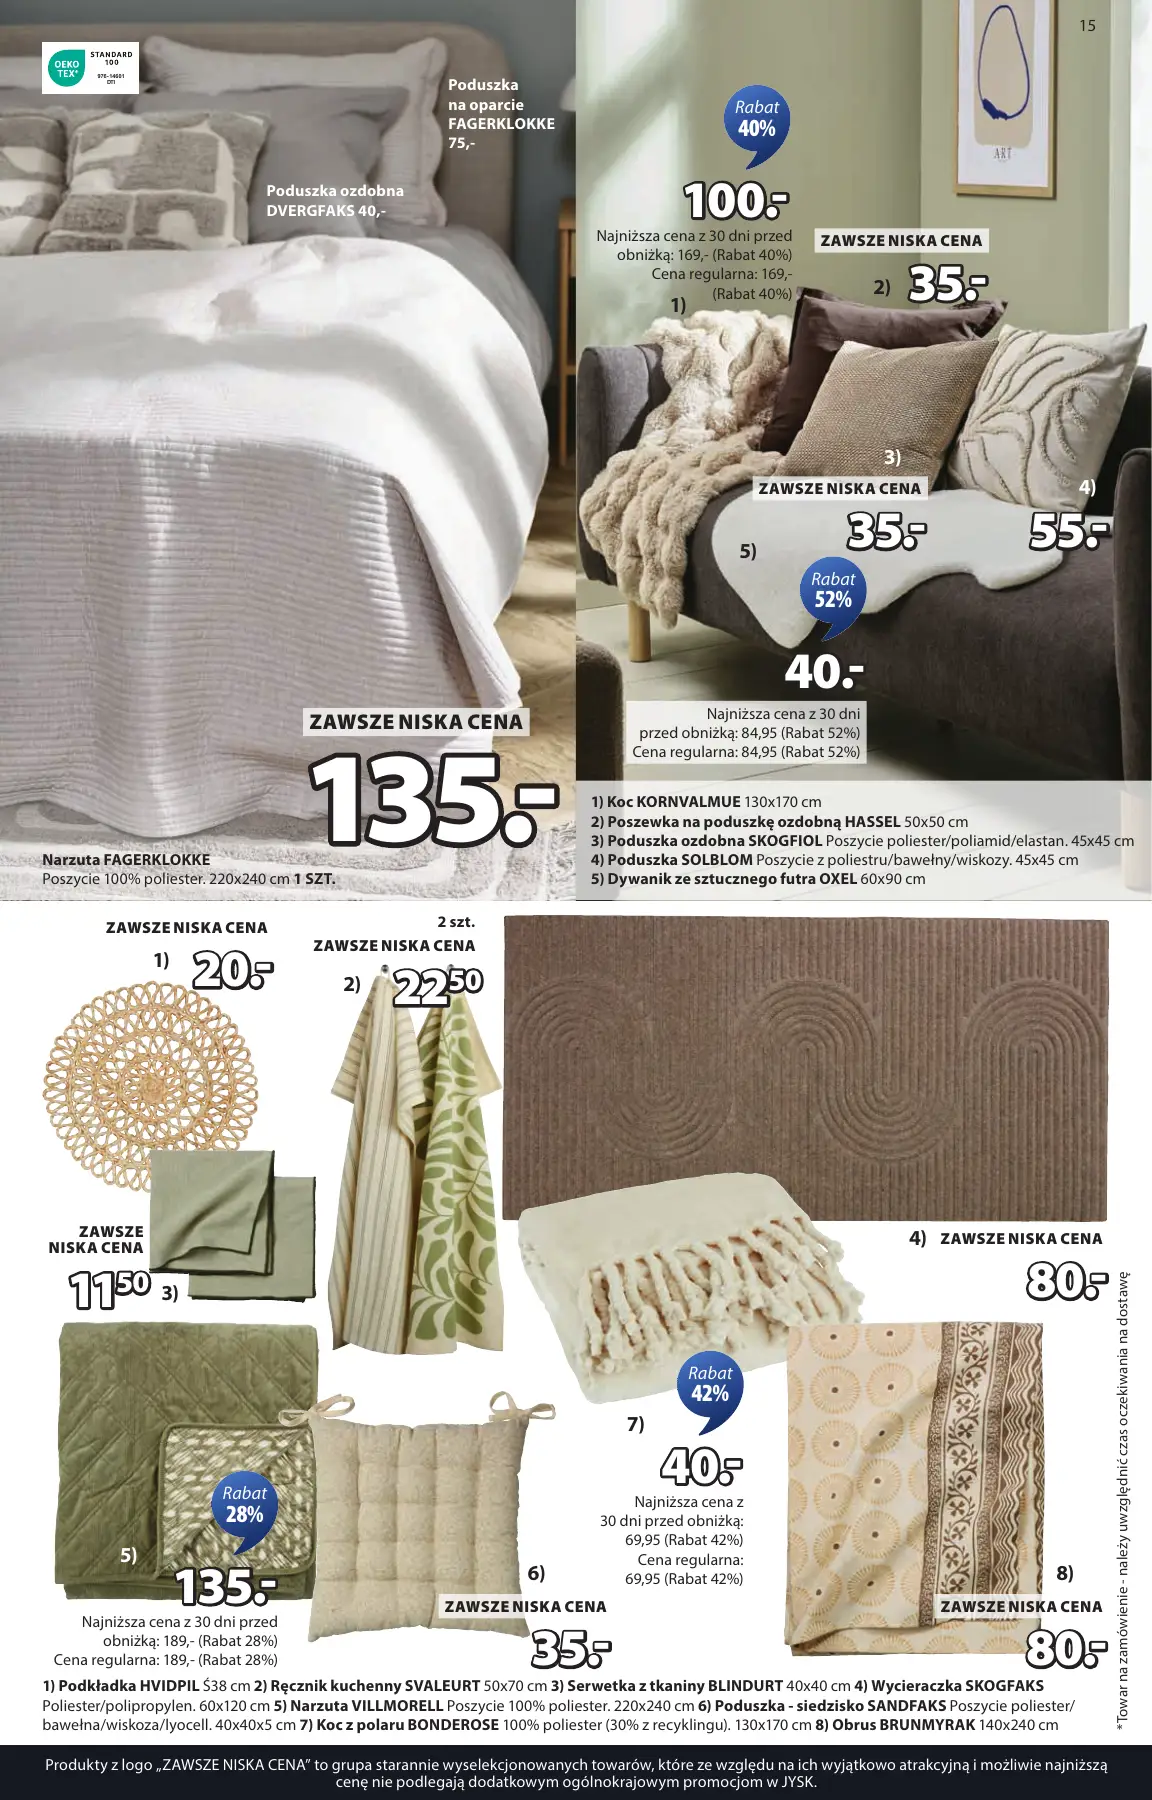 15
OEKO
TEX®
STANDARD
100
976-14601
DTI
Poduszka
na oparcie
FAGERKLOKKE
75,-
Poduszka ozdobna
DVERGFAKS 40,-
ZAWSZE NISKA CENA
135.-
Narzuta FAGERKLOKKE
Poszycie 100% poliester. 220x240 cm 1 SZT.
ART
Rabat
40%
100.-
Najniższa cena z 30 dni przed
obniżką: 169,- (Rabat 40%)
Cena regularna: 169,-
(Rabat 40%)
1)
ZAWSZE NISKA CENA
2) 35.-
3)
ZAWSZE NISKA CENA
35.-
4)
55.-
5)
Rabat
52%
40.-
Najniższa cena z 30 dni
przed obniżką: 84,95 (Rabat 52%)
Cena regularna: 84,95 (Rabat 52%)
1) Koc KORNVALMUE 130x170 cm
2) Poszewka na poduszkę ozdobną HASSEL 50x50 cm
3) Poduszka ozdobna SKOGFIOL Poszycie poliester/poliamid/elastan. 45x45 cm
4) Poduszka SOLBLOM Poszycie z poliestru/bawełny/wiskozy. 45x45 cm
5) Dywanik ze sztucznego futra OXEL 60x90 cm
ZAWSZE NISKA CENA
1) 20.-
2 szt.
ZAWSZE NISKA CENA
2) 2250
ZAWSZE
NISKA CENA
1150
3)
4) ZAWSZE NISKA CENA
80.-
5)
Rabat
28%
135.-
Najniższa cena z 30 dni przed
obniżką: 189,- (Rabat 28%)
Cena regularna: 189,- (Rabat 28%)
6)
ZAWSZE NISKA CENA
35.-
7)
Rabat
42%
40.-
Najniższa cena z
30 dni przed obniżką:
69,95 (Rabat 42%)
Cena regularna:
69,95 (Rabat 42%)
8)
ZAWSZE NISKA CENA
80.-
*Towar na zamówienie - należy uwzględnić czas oczekiwania na dostawę
1) Podkładka HVIDPIL Ś38 cm 2) Ręcznik kuchenny SVALEURT 50x70 cm 3) Serwetka z tkaniny BLINDURT 40x40 cm 4) Wycieraczka SKOGFAKS
Poliester/polipropylen. 60x120 cm 5) Narzuta VILLMORELL Poszycie 100% poliester. 220x240 cm 6) Poduszka - siedzisko SANDFAKS Poszycie poliester/
bawełna/wiskoza/lyocell. 40x40x5 cm 7) Koc z polaru BONDEROSE 100% poliester (30% z recyklingu). 130x170 cm 8) Obrus BRUNMYRAK 140x240 cm
Produkty z logo „ZAWSZE NISKA CENA” to grupa starannie wyselekcjonowanych towarów, które ze względu na ich wyjątkowo atrakcyjną i możliwie najniższą
cenę nie podlegają dodatkowym ogólnokrajowym promocjom w JYSK.